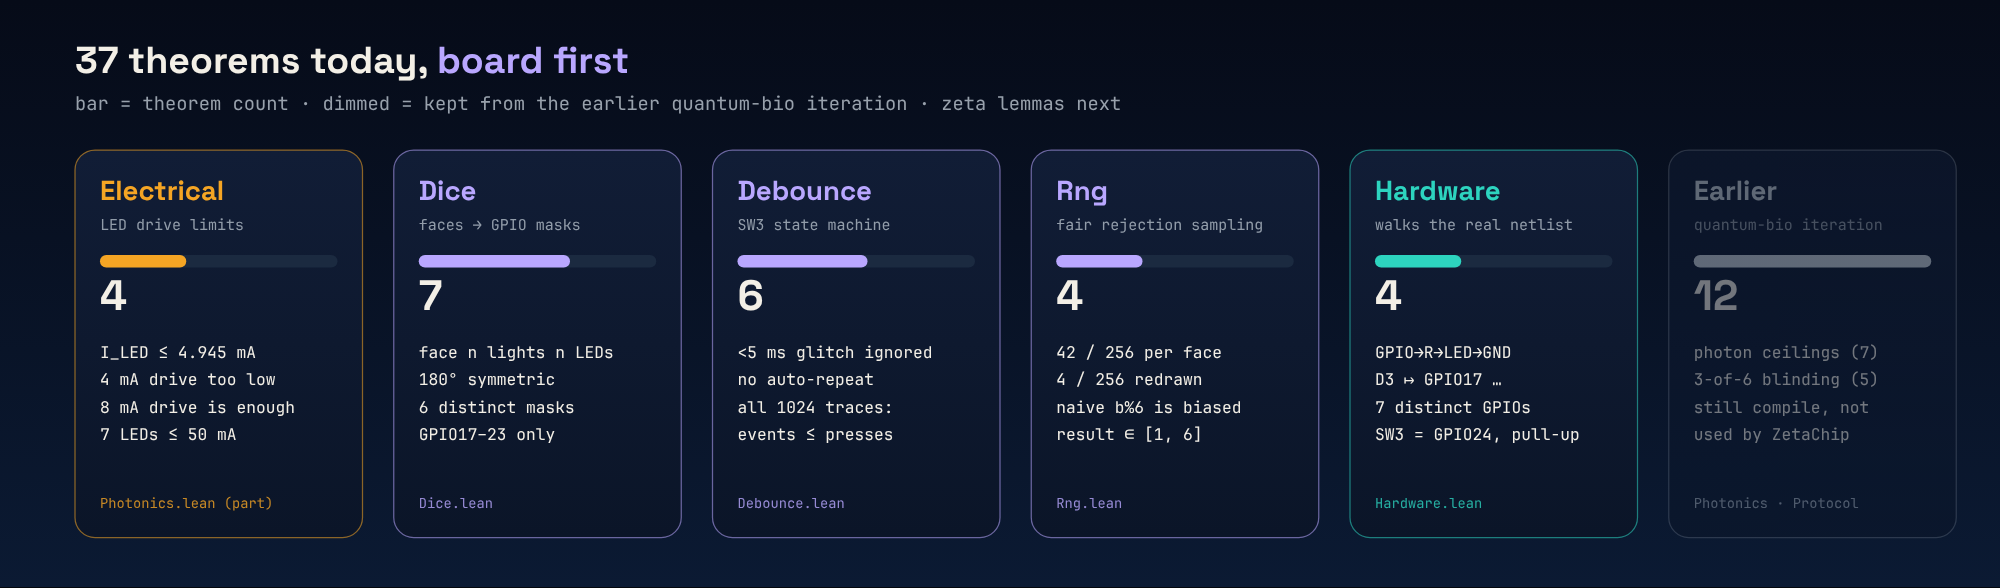 37 theorems today, board first
bar = theorem count · dimmed = kept from the earlier quantum-bio iteration · zeta lemmas next
Electrical
LED drive limits
4
I_LED ≤ 4.945 mA
4 mA drive too low
8 mA drive is enough
7 LEDs ≤ 50 mA
Photonics.lean (part)
Dice
faces → GPIO masks
7
face n lights n LEDs
180° symmetric
6 distinct masks
GPIO17–23 only
Dice.lean
Debounce
SW3 state machine
6
<5 ms glitch ignored
no auto-repeat
all 1024 traces:
events ≤ presses
Debounce.lean
Rng
fair rejection sampling
4
42 / 256 per face
4 / 256 redrawn
naive b%6 is biased
result ∈ [1, 6]
Rng.lean
Hardware
walks the real netlist
4
GPIO→R→LED→GND
D3 ↦ GPIO17 …
7 distinct GPIOs
SW3 = GPIO24, pull-up
Hardware.lean
Earlier
quantum-bio iteration
12
photon ceilings (7)
3-of-6 blinding (5)
still compile, not
used by ZetaChip
Photonics · Protocol